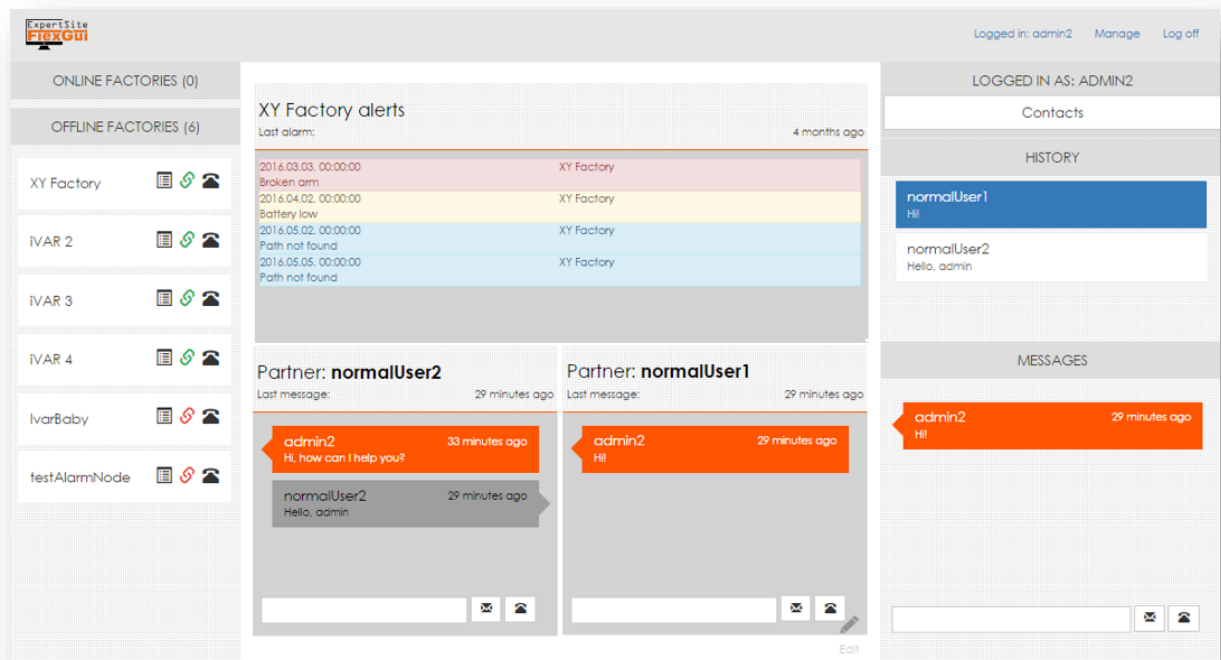 ExpertSite
FlexGui
Logged in: admin2 Manage Log off
ONLINE FACTORIES (0)
OFFLINE FACTORIES (6)
XY Factory
iVAR 2
iVAR 3
iVAR 4
IvarBaby
testAlarmNode
XY Factory alerts
Last alarm: 4 months ago
2016.03.03. 00:00:00 XY Factory
Broken arm
2016.04.02. 00:00:00 XY Factory
Battery low
2016.05.02. 00:00:00 XY Factory
Path not found
2016.05.05. 00:00:00 XY Factory
Path not found
Partner: normalUser2
Last message: 29 minutes ago
admin2 33 minutes ago
Hi, how can I help you?
normalUser2 29 minutes ago
Hello, admin
Partner: normalUser1
Last message: 29 minutes ago
admin2 29 minutes ago
Hi!
Edit
LOGGED IN AS: ADMIN2
Contacts
HISTORY
normalUser1
Hi!
normalUser2
Hello, admin
MESSAGES
admin2 29 minutes ago
Hi!